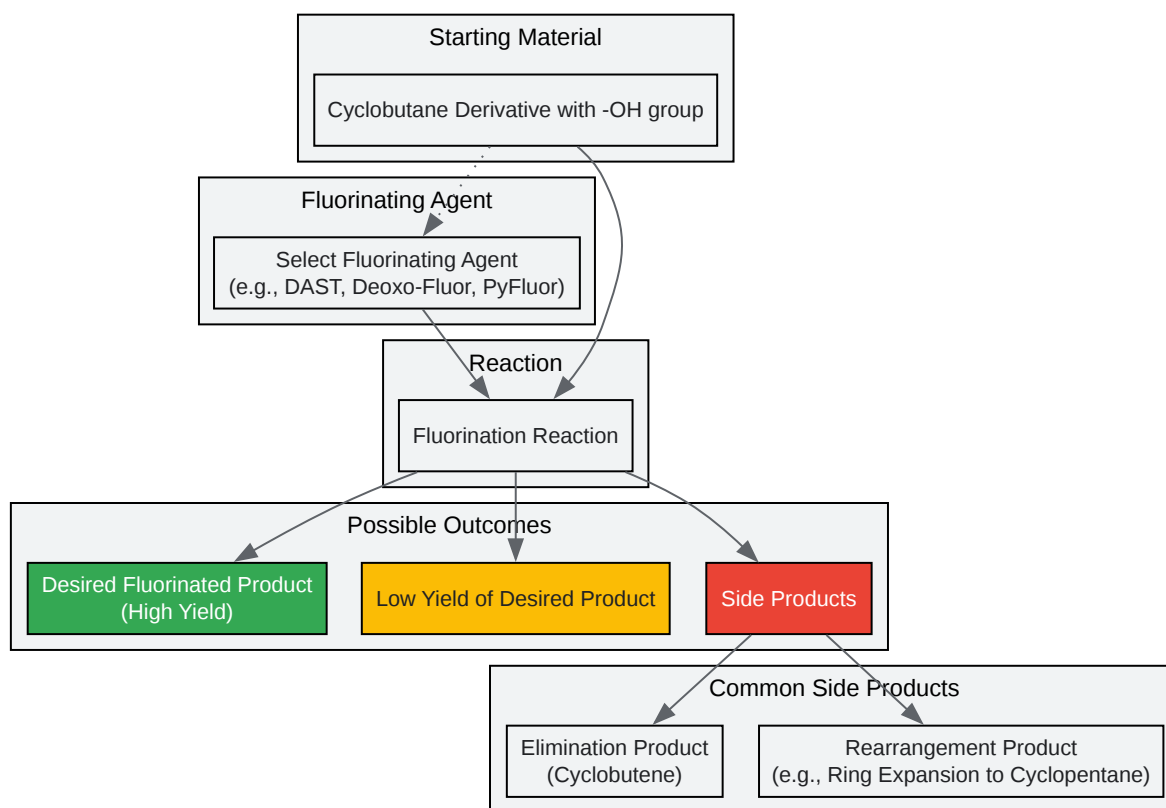 Starting Material
Cyclobutane Derivative with -OH group
Fluorinating Agent
Select Fluorinating Agent
(e.g., DAST, Deoxo-Fluor, PyFluor)
Reaction
Fluorination Reaction
Possible Outcomes
Desired Fluorinated Product
(High Yield)
Low Yield of Desired Product
Side Products
Common Side Products
Elimination Product
(Cyclobutene)
Rearrangement Product
(e.g., Ring Expansion to Cyclopentane)